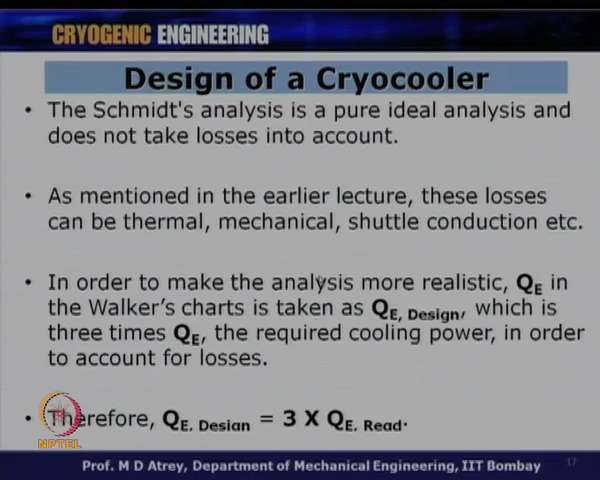 CRYOGENIC ENGINEERING
Design of a Cryocooler
• The Schmidt's analysis is a pure ideal analysis and
does not take losses into account.
• As mentioned in the earlier lecture, these losses
can be thermal, mechanical, shuttle conduction etc.
• In order to make the analysis more realistic, QE in
the Walker's charts is taken as QE, Design, which is
three times QE, the required cooling power, in order
to account for losses.
• Therefore, QE. Design = 3 X QE. Read.
NPTEL
Prof. M D Atrey, Department of Mechanical Engineering, IIT Bombay
17